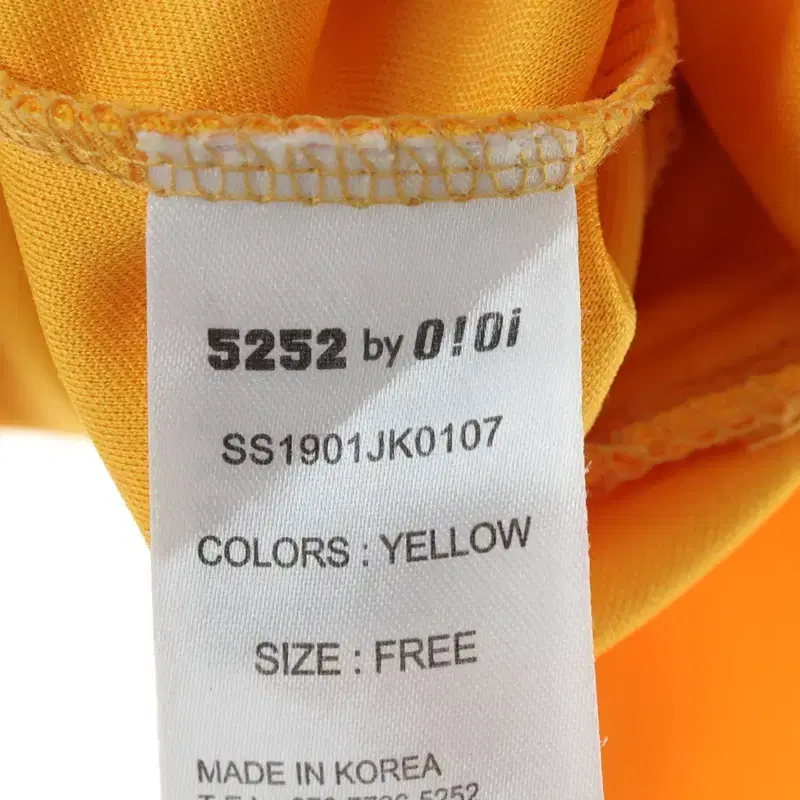 5252 by O!Oi
SS1901JK0107
COLORS : YELLOW
SIZE : FREE
MADE IN KOREA